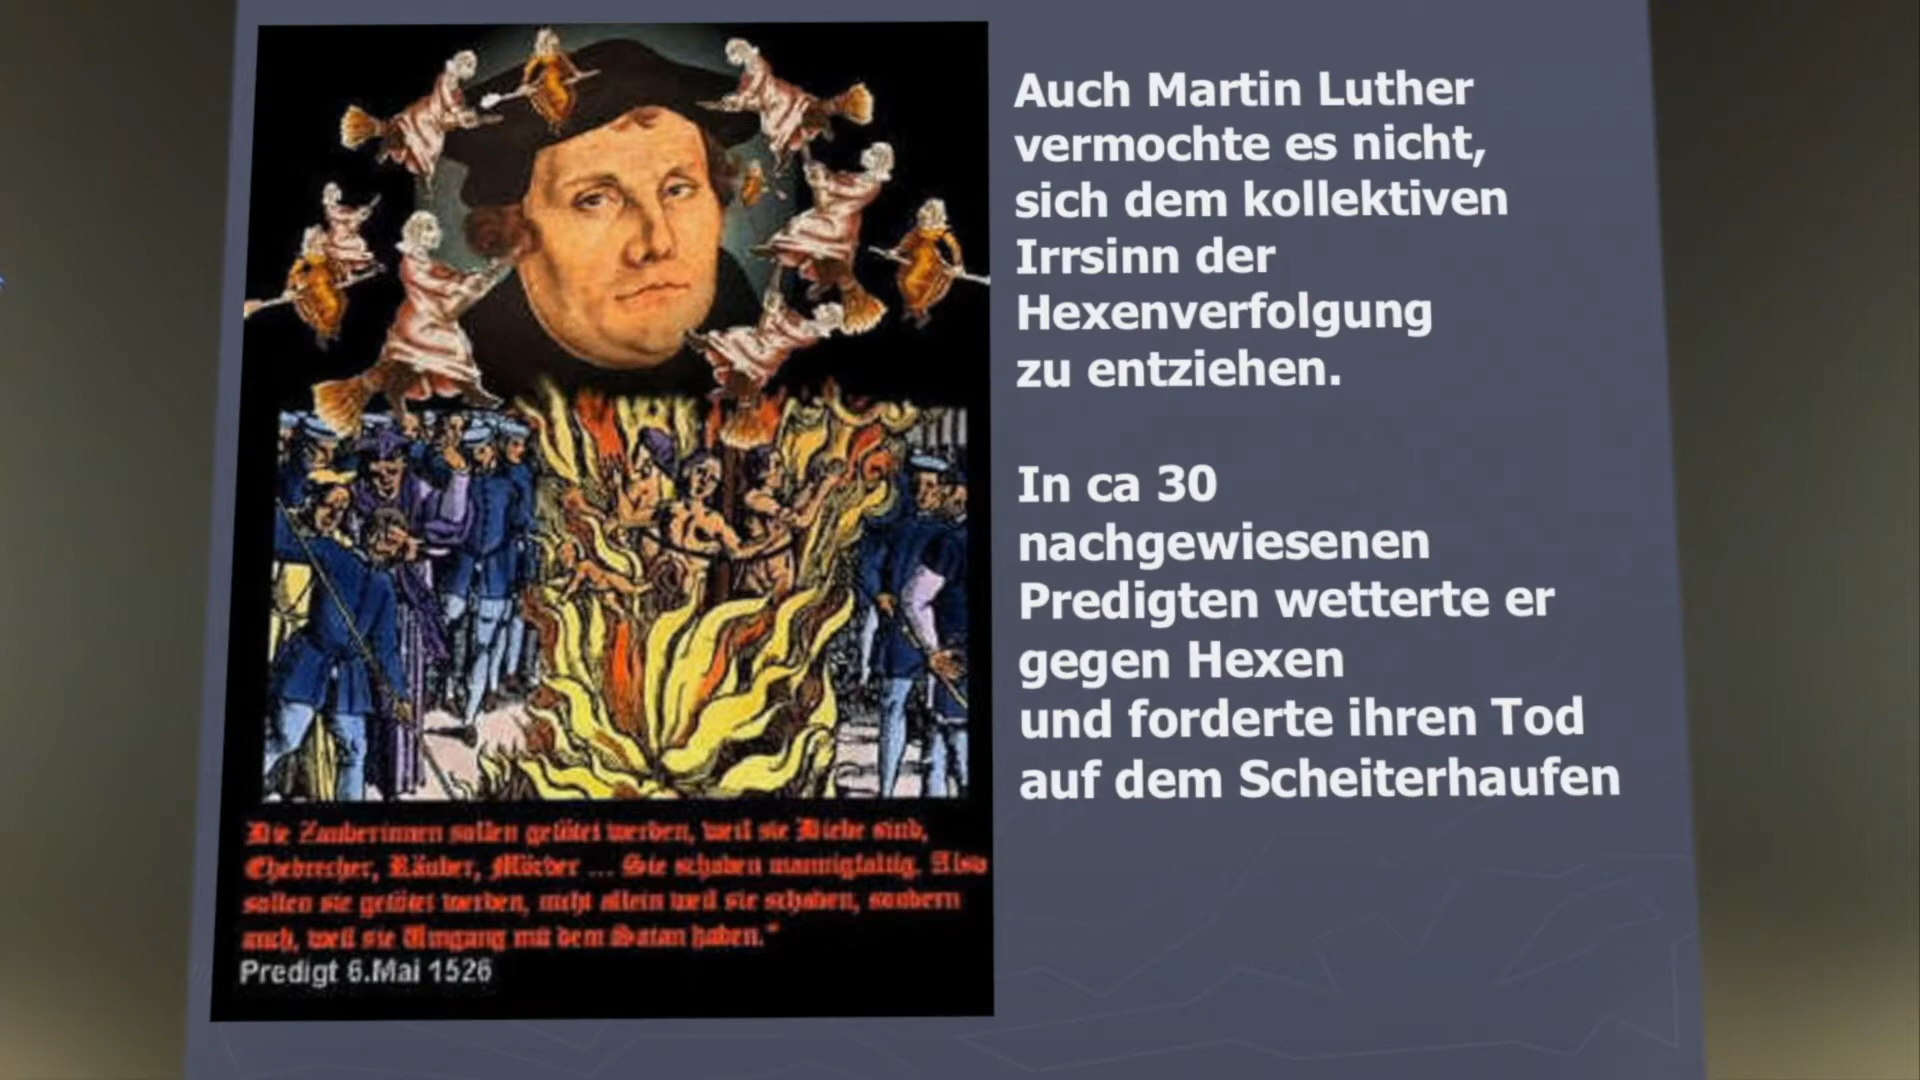 Auch Martin Luther
vermochte es nicht,
sich dem kollektiven
Irrsinn der
Hexenverfolgung
zu entziehen.
In ca 30
nachgewiesenen
Predigten wetterte er
gegen Hexen
und forderte ihren Tod
auf dem Scheiterhaufen
Die Zauberinnen sollen getötet werden, weil sie Diebe sind,
Ehebrecher, Räuber, Mörder ... Sie schaden mannigfaltig. Also
sollen sie getötet werden, nicht allein weil sie schaden, sondern
auch, weil sie Umgang mit dem Satan haben."
Predigt 6.Mai 1526